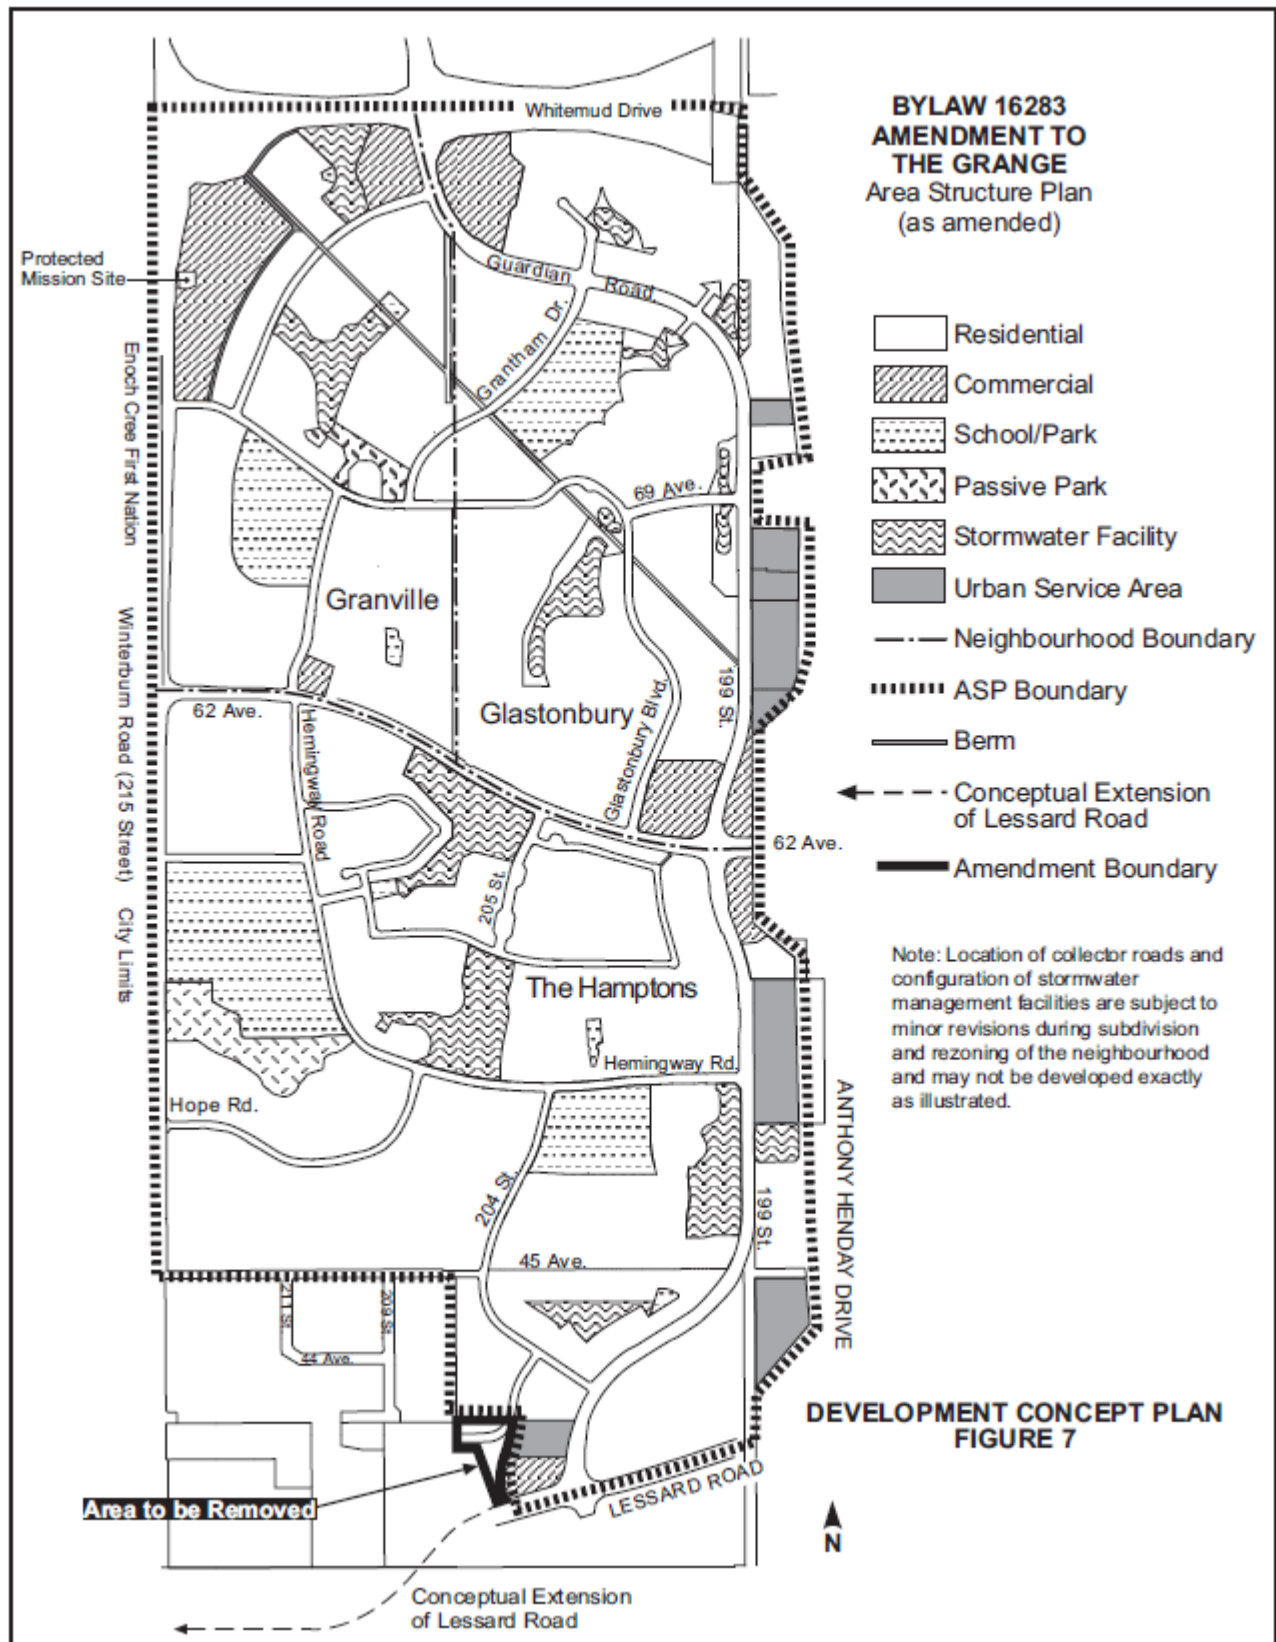 Whitemud Drive
BYLAW 16283
AMENDMENT TO
THE GRANGE
Area Structure Plan
(as amended)
Protected
Mission Site
Guardian
Road
Grantham Dr.
Residential
Commercial
School/Park
Passive Park
Stormwater Facility
Urban Service Area
Neighbourhood Boundary
ASP Boundary
Berm
Conceptual Extension
of Lessard Road
Amendment Boundary
Enoch Cree First Nation
69 Ave.
Granville
Winterburn Road (215 Street) City Limits
199 St.
62 Ave.
Glastonbury
Glastonbury Blvd.
Hemingway Road
62 Ave.
205 St.
Note: Location of collector roads and
configuration of stormwater
management facilities are subject to
minor revisions during subdivision
and rezoning of the neighbourhood
and may not be developed exactly
as illustrated.
The Hamptons
Hemingway Rd.
Hope Rd.
ANTHONY HENDAY DRIVE
204 St.
199 St.
45 Ave.
211 St.
209 St.
44 Ave.
DEVELOPMENT CONCEPT PLAN
FIGURE 7
LESSARD ROAD
Area to be Removed
N
Conceptual Extension
of Lessard Road